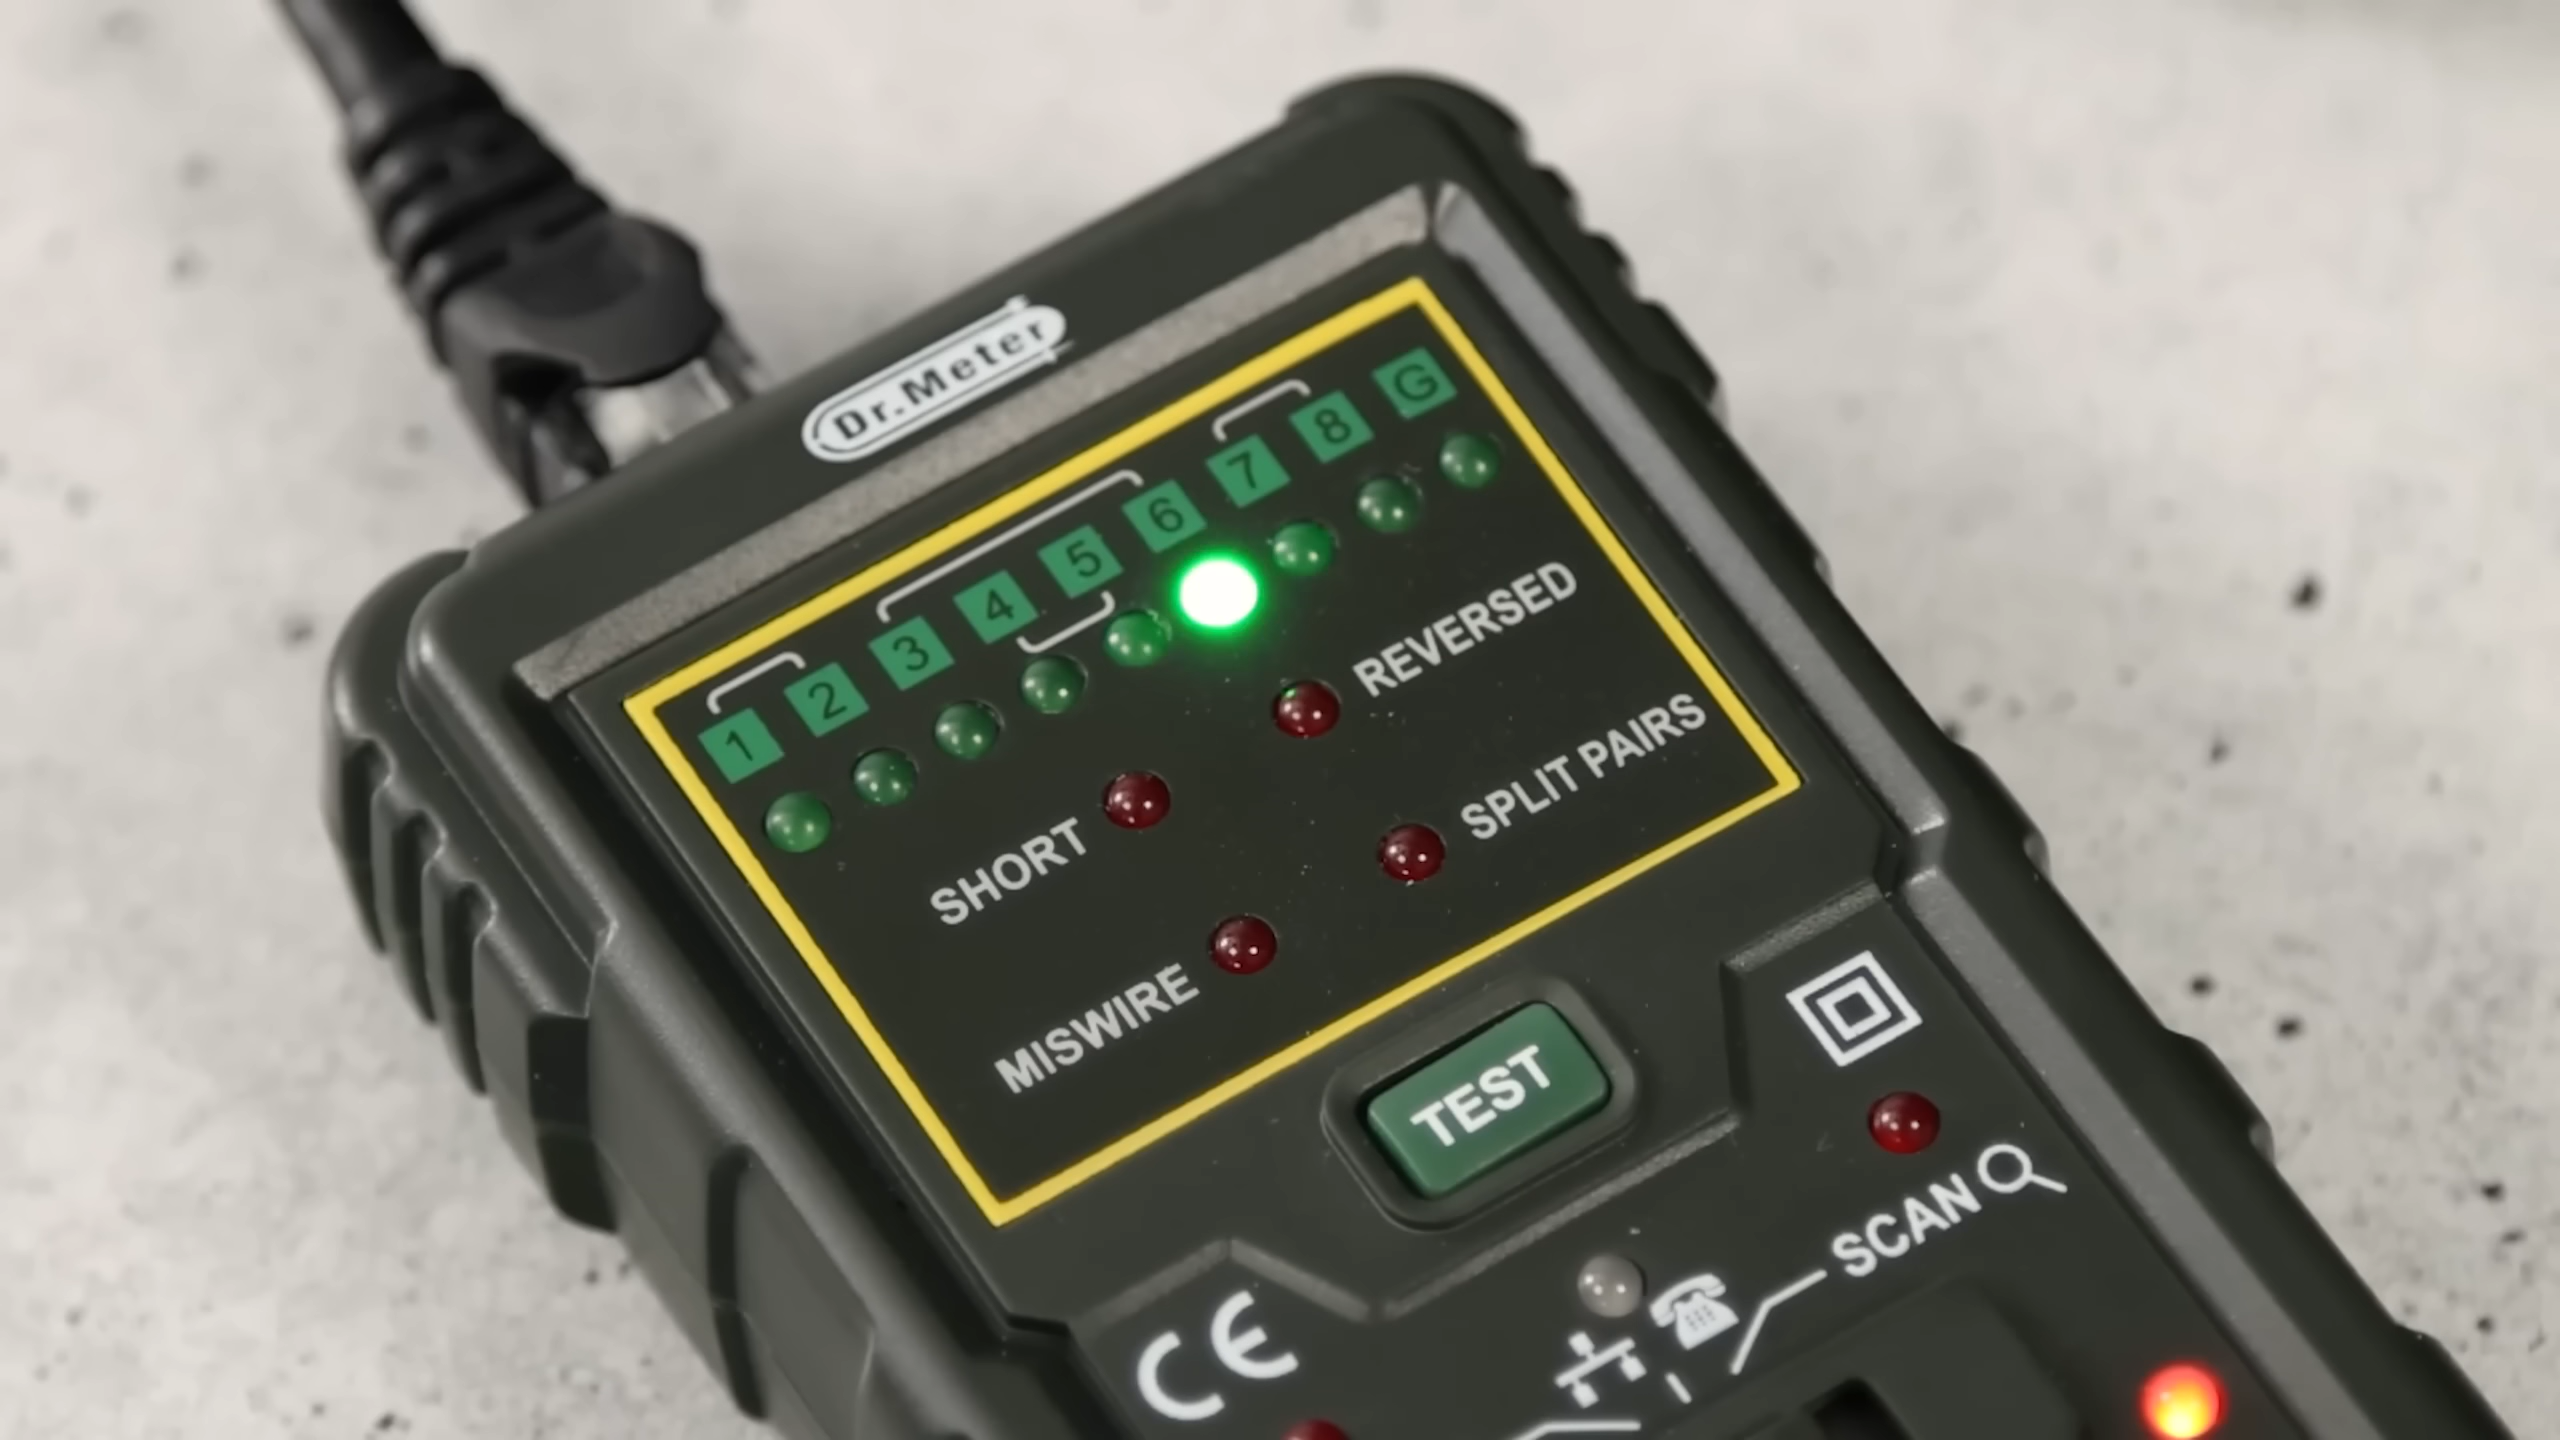 Dr.Meter
1 2 3 4 5 6 7 8 G
REVERSED
SHORT
SPLIT PAIRS
MISWIRE
TEST
SCAN
CE